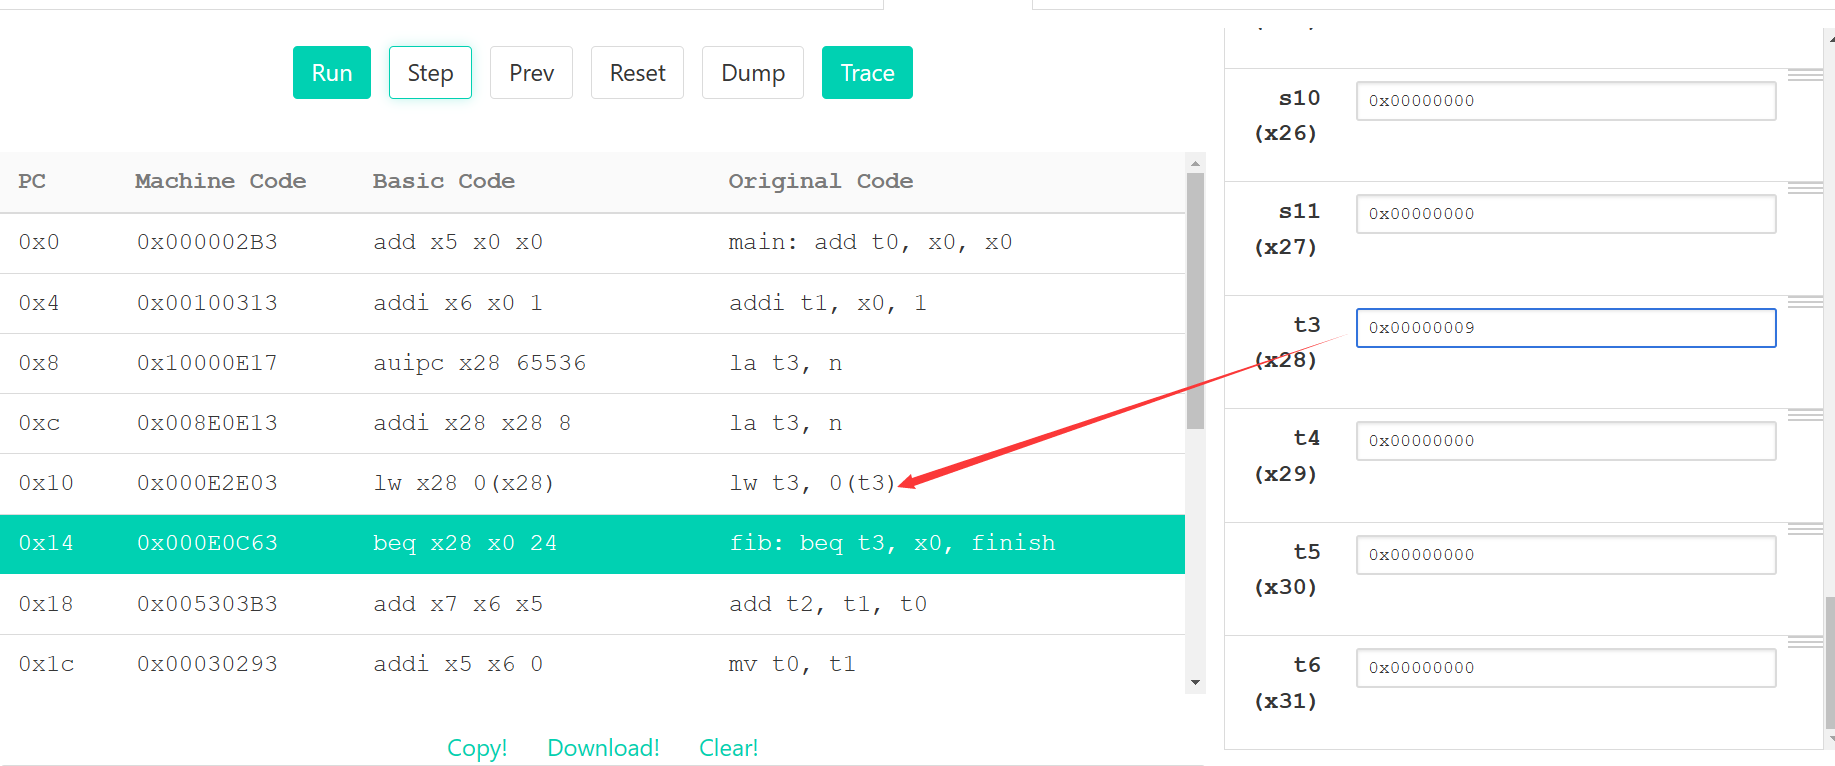 Run Step Prev Reset Dump Trace
PC Machine Code Basic Code Original Code
0x0 0x000002B3 add x5 x0 x0 main: add t0, x0, x0
0x4 0x00100313 addi x6 x0 1 addi t1, x0, 1
0x8 0x10000E17 auipc x28 65536 la t3, n
0xc 0x008E0E13 addi x28 x28 8 la t3, n
0x10 0x000E2E03 lw x28 0(x28) lw t3, 0(t3)
0x14 0x000E0C63 beq x28 x0 24 fib: beq t3, x0, finish
0x18 0x005303B3 add x7 x6 x5 add t2, t1, t0
0x1c 0x00030293 addi x5 x6 0 mv t0, t1
Copy! Download! Clear!
s10 0x00000000
(x26)
s11 0x00000000
(x27)
t3 0x00000009
(x28)
t4 0x00000000
(x29)
t5 0x00000000
(x30)
t6 0x00000000
(x31)